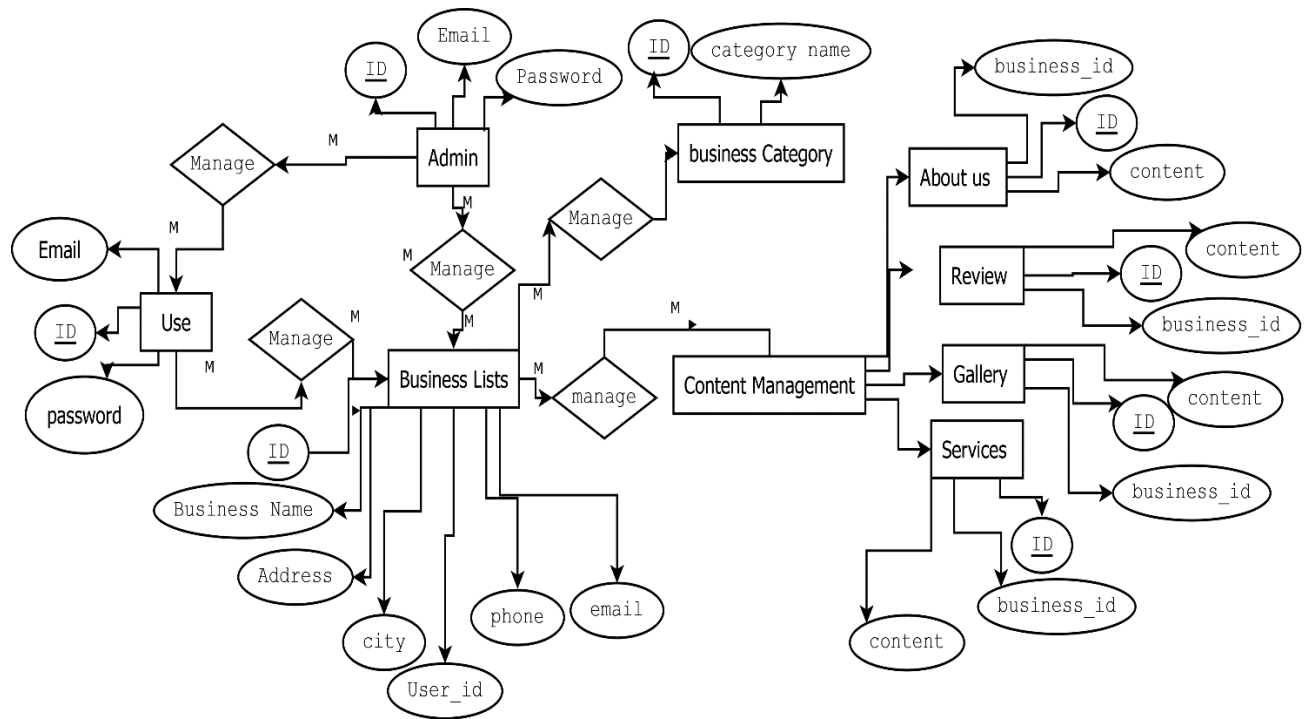 Email
ID
category name
ID
Password
business_id
ID
M
M
Admin
Manage
business Category
About us
content
M
Manage
M
M
Email
Manage
content
Review
ID
M
M
ID
Use
Manage
M
M
business_id
M
Business Lists
M
manage
Content Management
Gallery
content
password
ID
ID
Services
Business Name
business_id
ID
Address
phone
email
business_id
city
content
User_id